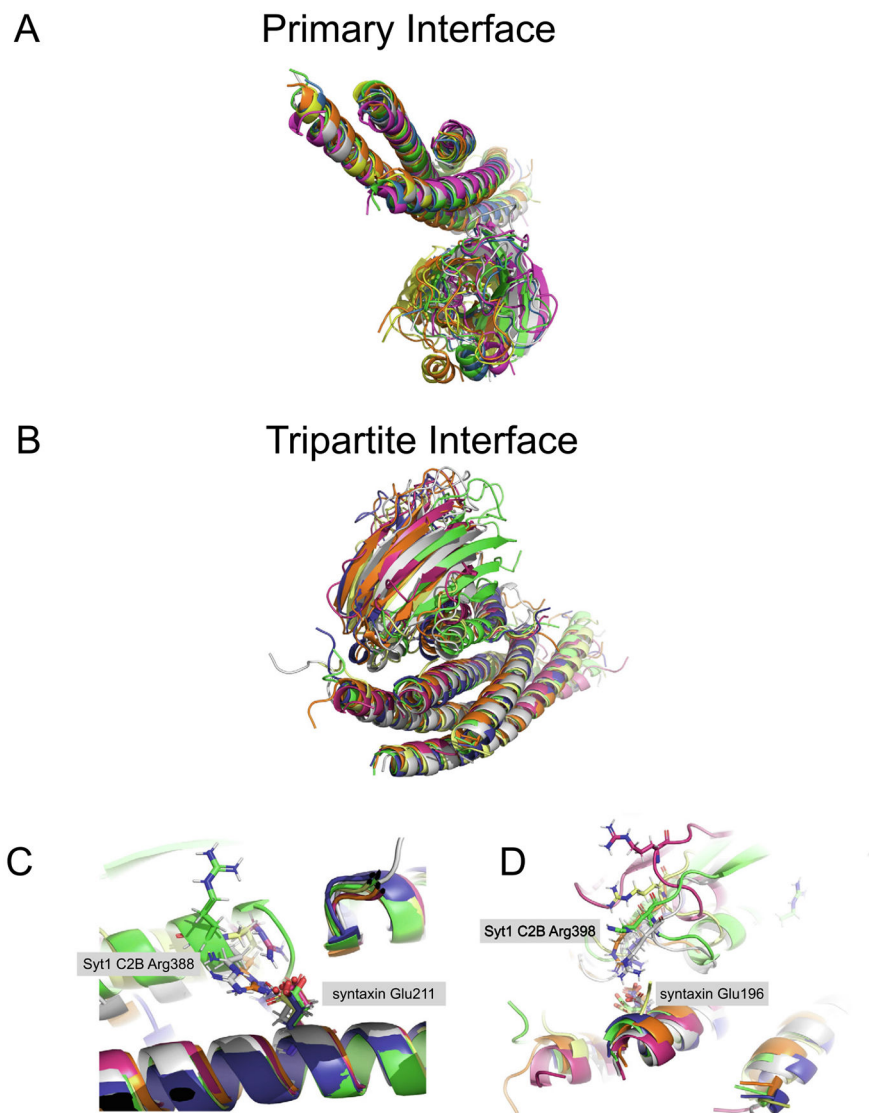 A
Primary Interface
B
Tripartite Interface
C
Syt1 C2B Arg388
syntaxin Glu211
D
Syt1 C2B Arg398
syntaxin Glu196